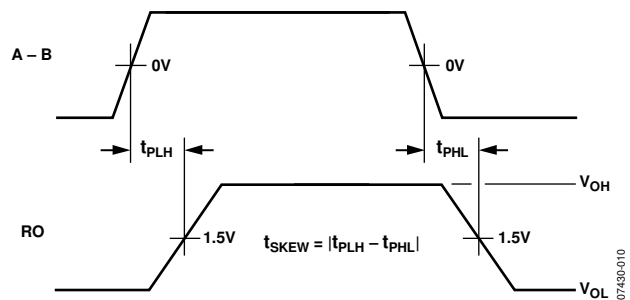 A – B
0V
0V
tPLH
tPHL
VOH
RO
1.5V
tSKEW = |tPLH – tPHL|
1.5V
VOL
07430-010